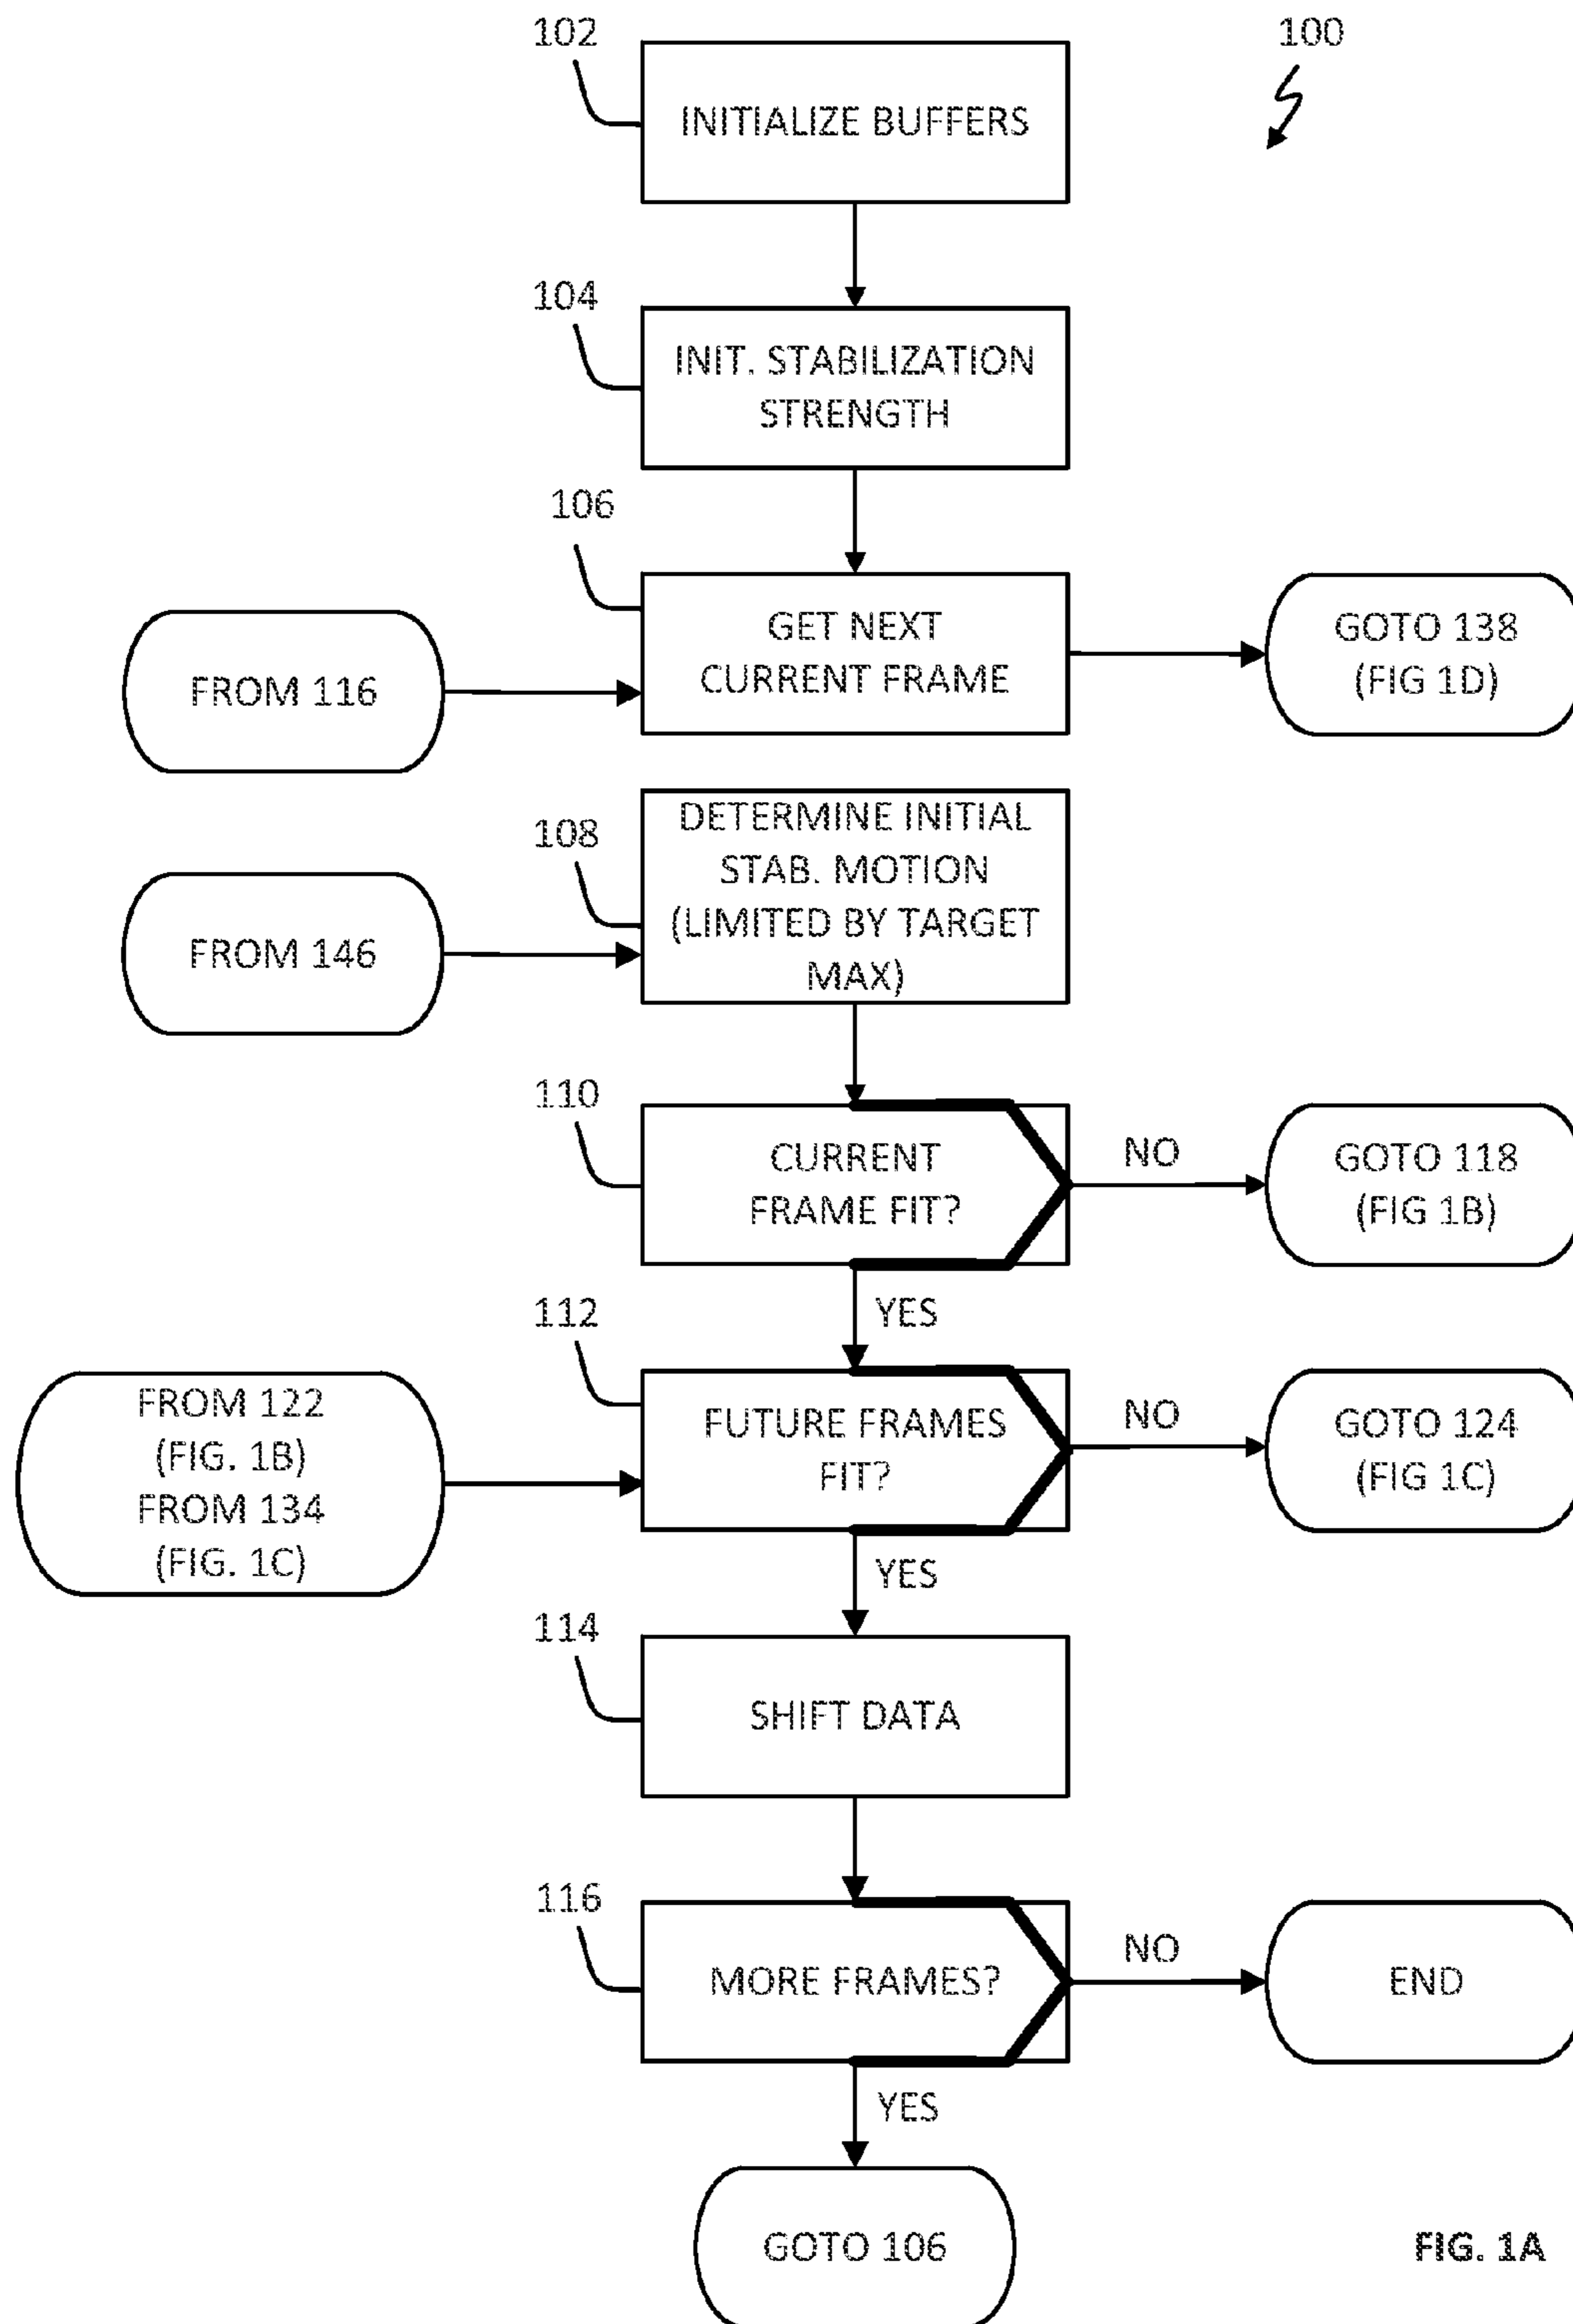 102
100
INITIALIZE BUFFERS
104
INIT. STABILIZATION
STRENGTH
106
GET NEXT
CURRENT FRAME
GOTO 138
(FIG 1D)
FROM 116
108
DETERMINE INITIAL
STAB. MOTION
(LIMITED BY TARGET
MAX)
FROM 146
110
CURRENT
FRAME FIT?
NO
GOTO 118
(FIG 1B)
YES
112
FROM 122
(FIG. 1B)
FROM 134
(FIG. 1C)
FUTURE FRAMES
FIT?
NO
GOTO 124
(FIG 1C)
YES
114
SHIFT DATA
116
MORE FRAMES?
NO
END
YES
GOTO 106
FIG. 1A